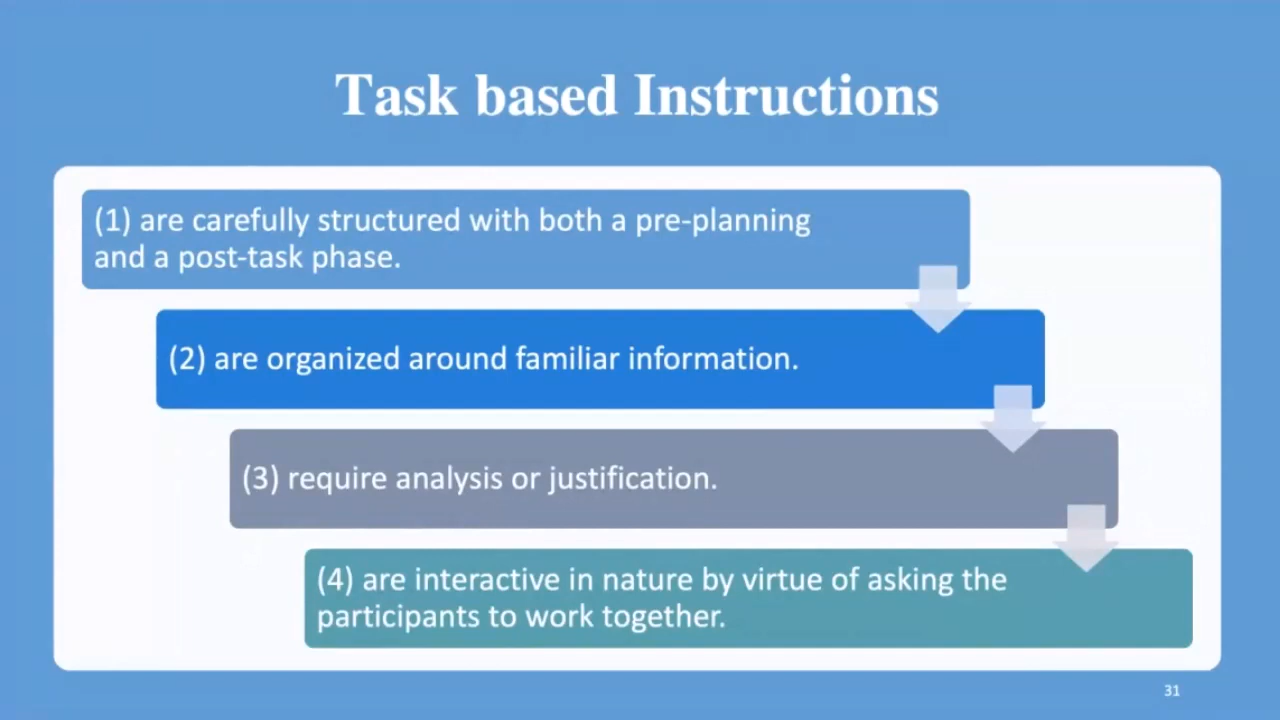 Task based Instructions
(1) are carefully structured with both a pre-planning
and a post-task phase.
(2) are organized around familiar information.
(3) require analysis or justification.
(4) are interactive in nature by virtue of asking the
participants to work together.
31